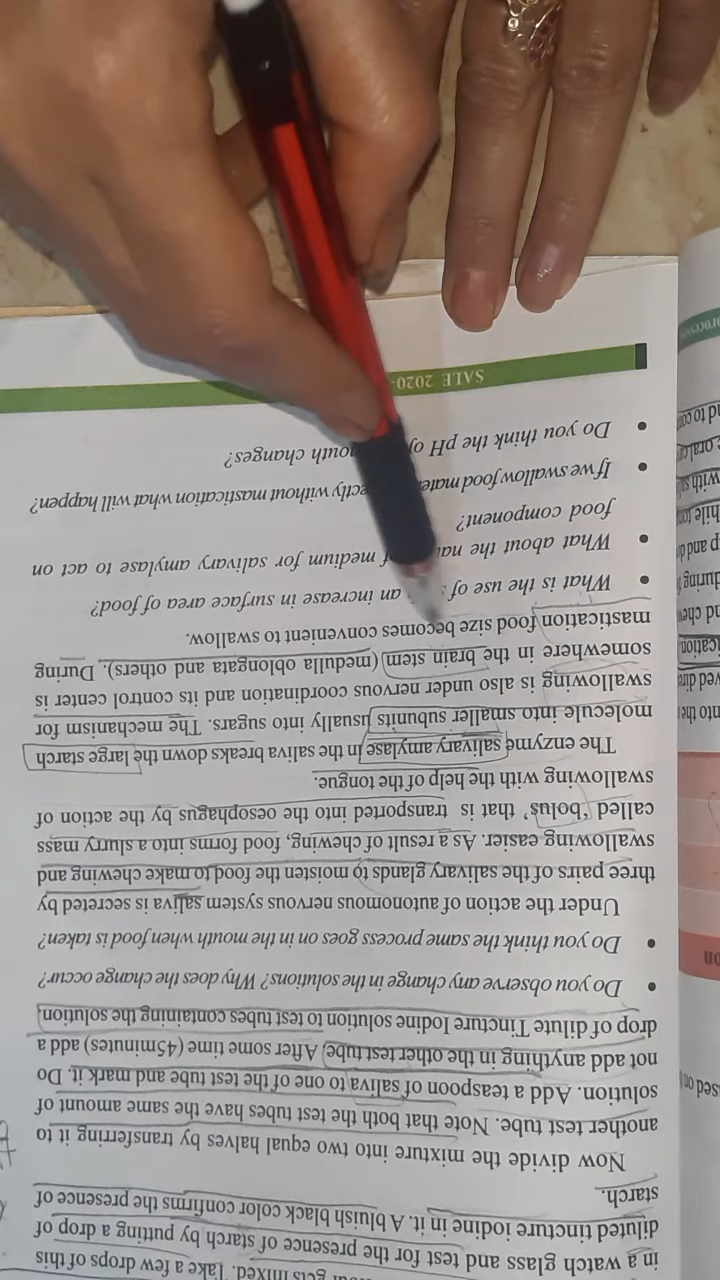 gets mixed. Take a few drops of this
in a watch glass and test for the presence of starch by putting a drop of
diluted tincture iodine in it. A bluish black color confirms the presence of
starch.
Now divide the mixture into two equal halves by transferring it to
another test tube. Note that both the test tubes have the same amount of
solution. Add a teaspoon of saliva to one of the test tube and mark it. Do
not add anything in the other test tube. After some time (45minutes) add a
drop of dilute Tincture Iodine solution to test tubes containing the solution.
• Do you observe any change in the solutions? Why does the change occur?
• Do you think the same process goes on in the mouth when food is taken?
Under the action of autonomous nervous system saliva is secreted by
three pairs of the salivary glands to moisten the food to make chewing and
swallowing easier. As a result of chewing, food forms into a slurry mass
called ‘bolus’ that is transported into the oesophagus by the action of
swallowing with the help of the tongue.
The enzyme salivary amylase in the saliva breaks down the large starch
molecule into smaller subunits usually into sugars. The mechanism for
swallowing is also under nervous coordination and its control center is
somewhere in the brain stem (medulla oblongata and others). During
mastication food size becomes convenient to swallow.
• What is the use of an increase in surface area of food?
• What about the of medium for salivary amylase to act on
food component?
• If we swallow food without mastication what will happen?
• Do you think the pH of mouth changes?
SALE 2020-